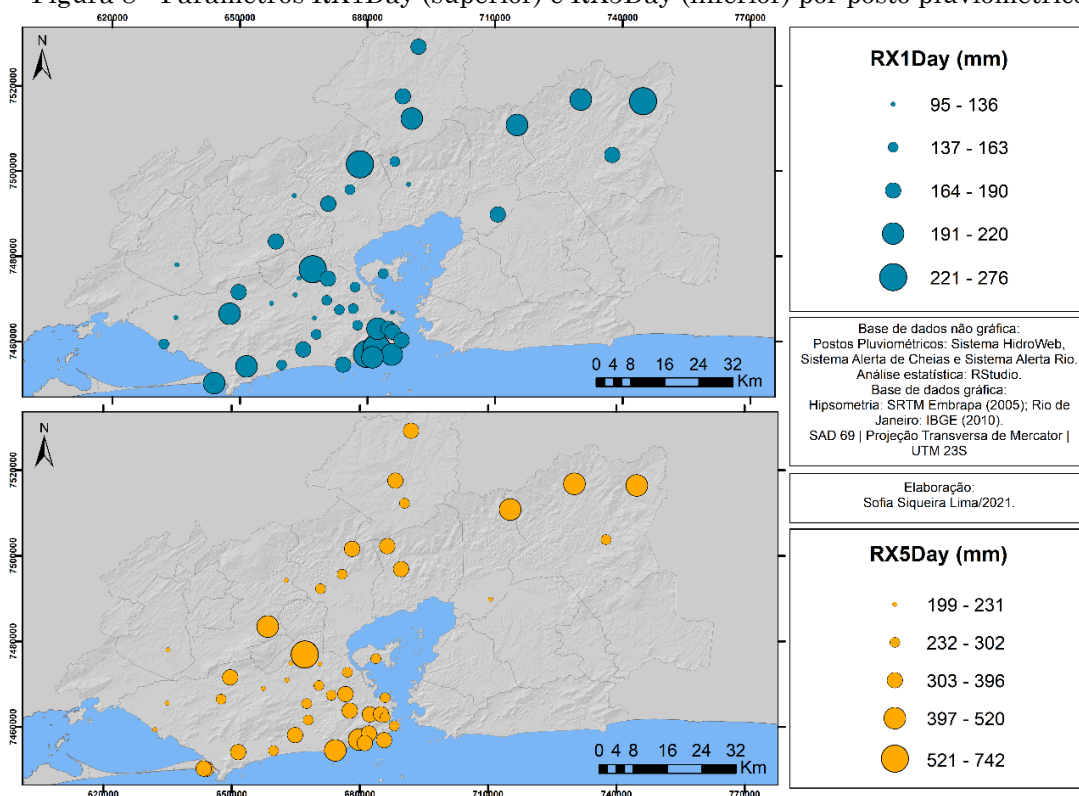 Figura 8 - Parâmetros RX1Day (superior) e RX5Day (inferior) por posto pluviométrico
620000 650000 680000 710000 740000 770000
N
7520000
7500000
7480000
7460000
0 4 8 16 24 32
Km
RX1Day (mm)
95 - 136
137 - 163
164 - 190
191 - 220
221 - 276
Base de dados não gráfica:
Postos Pluviométricos: Sistema HidroWeb,
Sistema Alerta de Cheias e Sistema Alerta Rio.
Análise estatística: RStudio.
Base de dados gráfica:
Hipsometria: SRTM Embrapa (2005); Rio de
Janeiro: IBGE (2010).
SAD 69 | Projeção Transversa de Mercator |
UTM 23S
Elaboração:
Sofia Siqueira Lima/2021.
N
7520000
7500000
7480000
7460000
0 4 8 16 24 32
Km
620000 650000 680000 710000 740000 770000
RX5Day (mm)
199 - 231
232 - 302
303 - 396
397 - 520
521 - 742